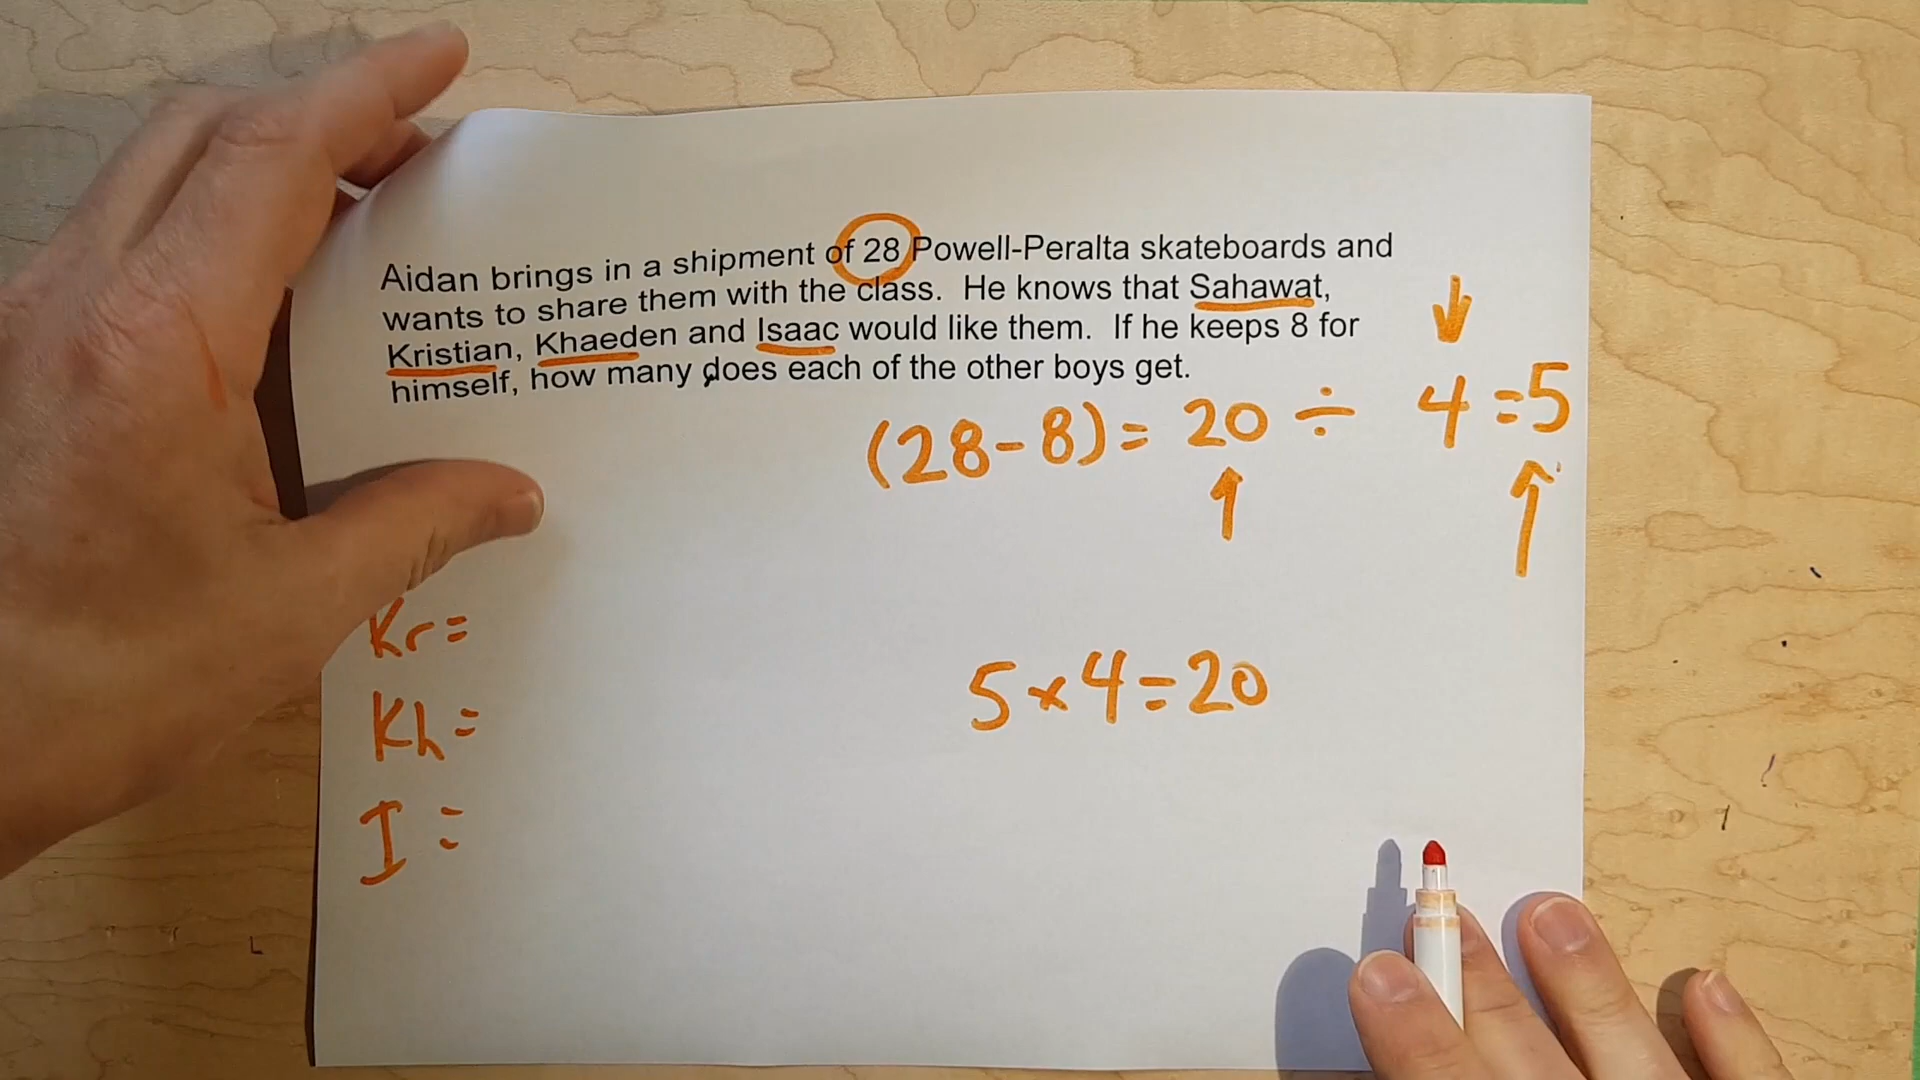 Aidan brings in a shipment of 28 Powell-Peralta skateboards and
wants to share them with the class. He knows that Sahawat,
Kristian, Khaeden and Isaac would like them. If he keeps 8 for
himself, how many does each of the other boys get.
(28-8)= 20 ÷ 4 =5
Kr=
5×4=20
Kh=
I =